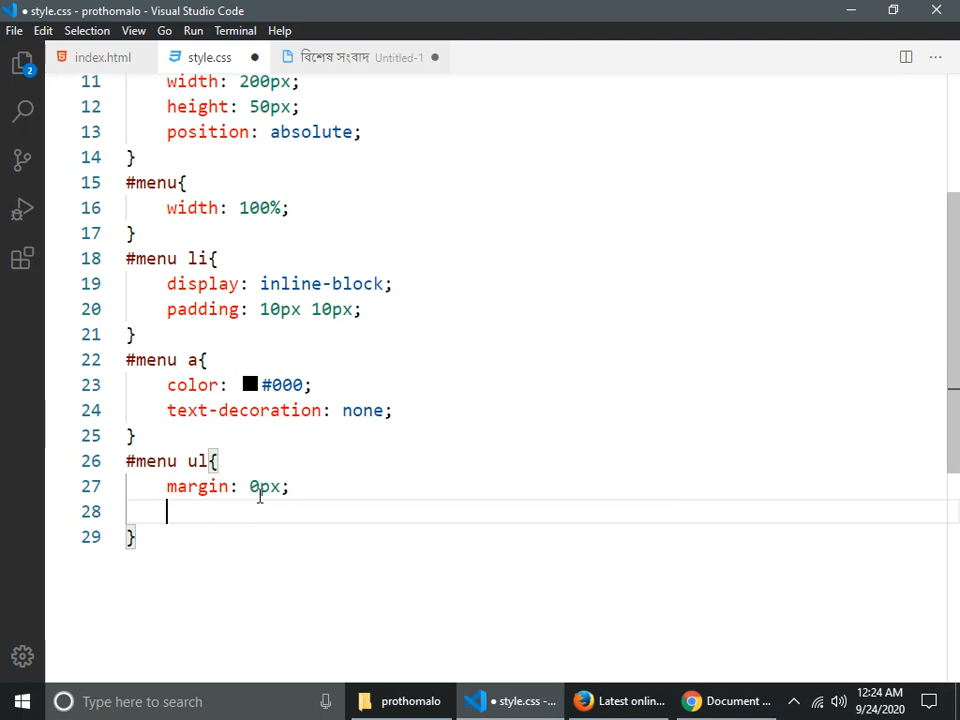 ● style.css - prothomalo - Visual Studio Code
File Edit Selection View Go Run Terminal Help
index.html style.css ● বিশেষ সংবাদ Untitled-1 ●
2
11 width: 200px;
12 height: 50px;
13 position: absolute;
14 }
15 #menu{
16 width: 100%;
17 }
18 #menu li{
19 display: inline-block;
20 padding: 10px 10px;
21 }
22 #menu a{
23 color: #000;
24 text-decoration: none;
25 }
26 #menu ul{
27 margin: 0px;
28
29 }
Type here to search prothomalo ● style.css -... Latest onlin... Document ... 12:24 AM
9/24/2020